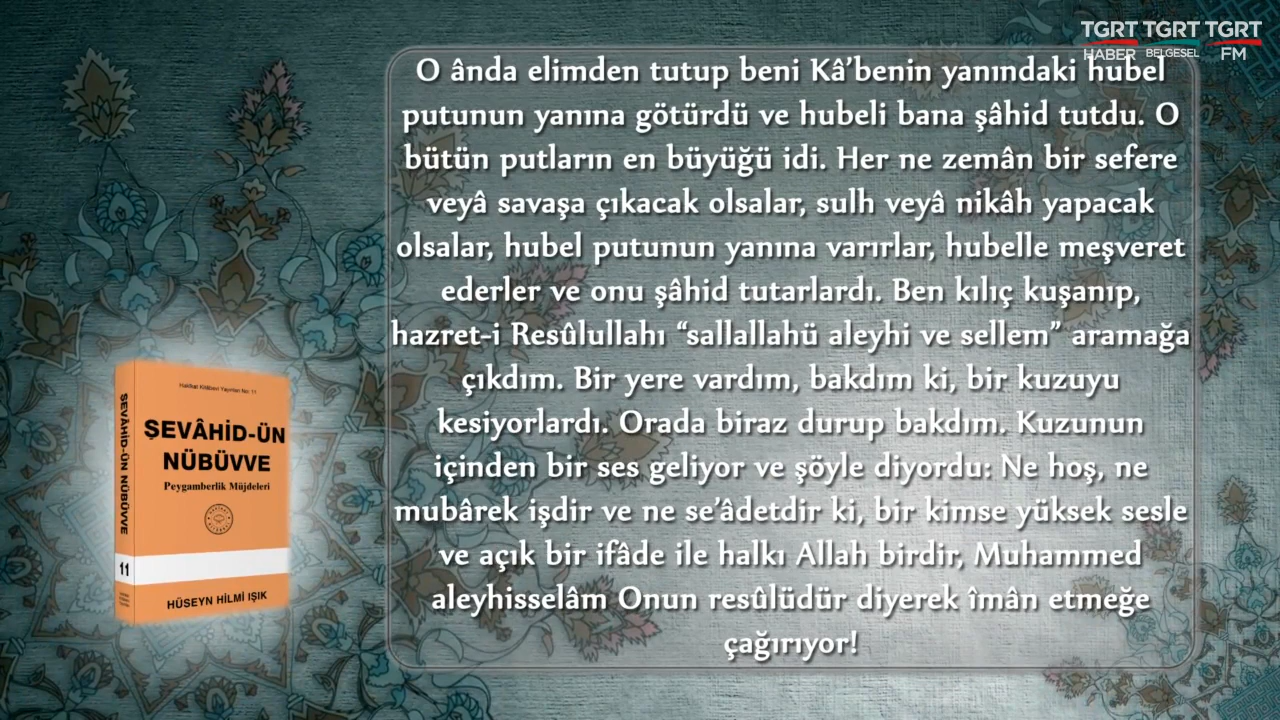 TGRT HABER
TGRT BELGESEL
TGRT FM
O ânda elimden tutup beni Kâ’benin yanındaki hubel
putunun yanına götürdü ve hubeli bana şâhid tutdu. O
bütün putların en büyüğü idi. Her ne zemân bir sefere
veyâ savaşa çıkacak olsalar, sulh veyâ nikâh yapacak
olsalar, hubel putunun yanına varırlar, hubelle meşveret
ederler ve onu şâhid tutarlardı. Ben kılıç kuşanıp,
hazret-i Resûlullahı “sallallahü aleyhi ve sellem” aramağa
çıkdım. Bir yere vardım, bakdım ki, bir kuzuyu
kesiyorlardı. Orada biraz durup bakdım. Kuzunun
içinden bir ses geliyor ve şöyle diyordu: Ne hoş, ne
mubârek işdir ve ne se’âdetdir ki, bir kimse yüksek sesle
ve açık bir ifâde ile halkı Allah birdir, Muhammed
aleyhisselâm Onun resûlüdür diyerek îmân etmeğe
çağırıyor!
Hakîkat Kitâbevi Yayınları No: 11
ŞEVÂHİD-ÜN
NÜBÜVVE
Peygamberlik Müjdeleri
HÜSEYN HİLMİ IŞIK
ŞEVÂHİD-ÜN NÜBÜVVE
11